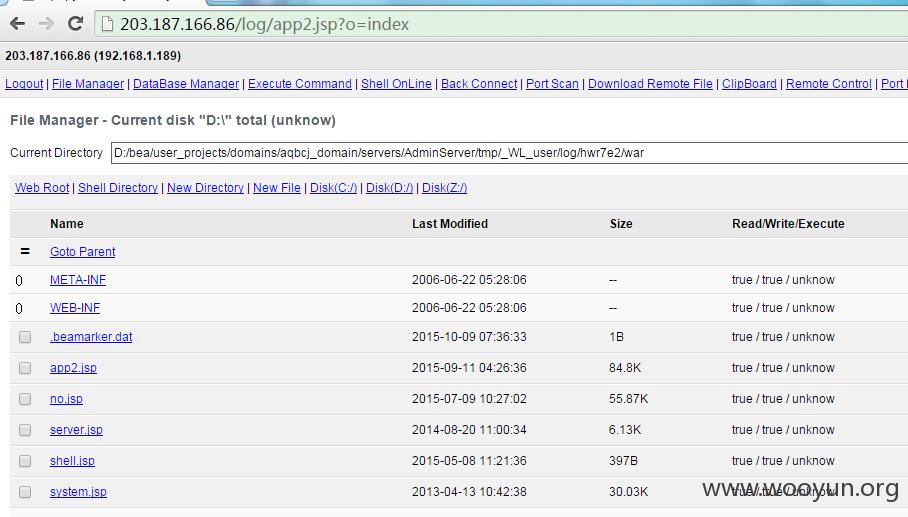 203.187.166.86/log/app2.jsp?o=index
203.187.166.86 (192.168.1.189)
Logout | File Manager | DataBase Manager | Execute Command | Shell OnLine | Back Connect | Port Scan | Download Remote File | ClipBoard | Remote Control | Port
File Manager - Current disk "D:\" total (unknow)
Current Directory D:/bea/user_projects/domains/aqbcj_domain/servers/AdminServer/tmp/_WL_user/log/hwr7e2/war
Web Root | Shell Directory | New Directory | New File | Disk(C:/) | Disk(D:/) | Disk(Z:/)
Name Last Modified Size Read/Write/Execute
= Goto Parent
0 META-INF 2006-06-22 05:28:06 -- true / true / unknow
0 WEB-INF 2006-06-22 05:28:06 -- true / true / unknow
.beamarker.dat 2015-10-09 07:36:33 1B true / true / unknow
app2.jsp 2015-09-11 04:26:36 84.8K true / true / unknow
no.jsp 2015-07-09 10:27:02 55.87K true / true / unknow
server.jsp 2014-08-20 11:00:34 6.13K true / true / unknow
shell.jsp 2015-05-08 11:21:36 397B true / true / unknow
system.jsp 2013-04-13 10:42:38 30.03K true / true / unknow
www.wooyun.org